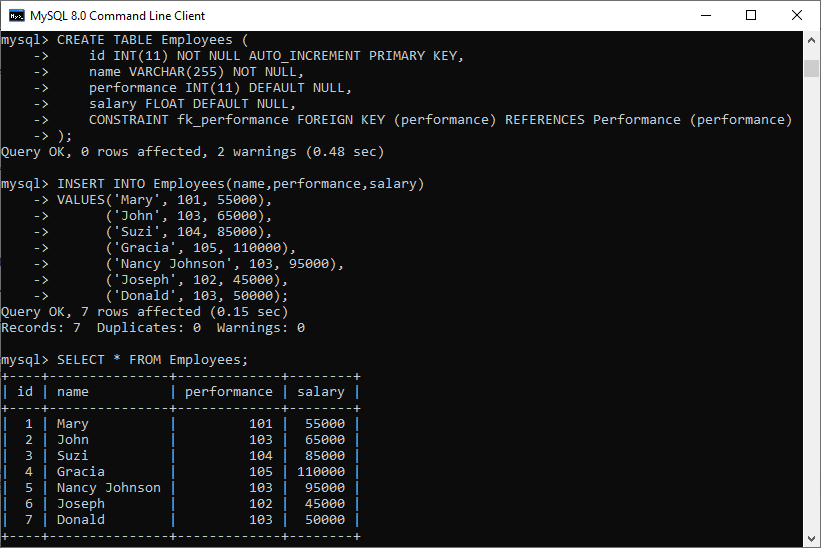 MySQL 8.0 Command Line Client
mysql> CREATE TABLE Employees (
    ->     id INT(11) NOT NULL AUTO_INCREMENT PRIMARY KEY,
    ->     name VARCHAR(255) NOT NULL,
    ->     performance INT(11) DEFAULT NULL,
    ->     salary FLOAT DEFAULT NULL,
    ->     CONSTRAINT fk_performance FOREIGN KEY (performance) REFERENCES Performance (performance)
    -> );
Query OK, 0 rows affected, 2 warnings (0.48 sec)

mysql> INSERT INTO Employees(name,performance,salary)
    -> VALUES('Mary', 101, 55000),
    ->       ('John', 103, 65000),
    ->       ('Suzi', 104, 85000),
    ->       ('Gracia', 105, 110000),
    ->       ('Nancy Johnson', 103, 95000),
    ->       ('Joseph', 102, 45000),
    ->       ('Donald', 103, 50000);
Query OK, 7 rows affected (0.15 sec)
Records: 7  Duplicates: 0  Warnings: 0

mysql> SELECT * FROM Employees;
+----+---------------+-------------+--------+
| id | name          | performance | salary |
+----+---------------+-------------+--------+
|  1 | Mary          |         101 |  55000 |
|  2 | John          |         103 |  65000 |
|  3 | Suzi          |         104 |  85000 |
|  4 | Gracia        |         105 | 110000 |
|  5 | Nancy Johnson |         103 |  95000 |
|  6 | Joseph        |         102 |  45000 |
|  7 | Donald        |         103 |  50000 |
+----+---------------+-------------+--------+